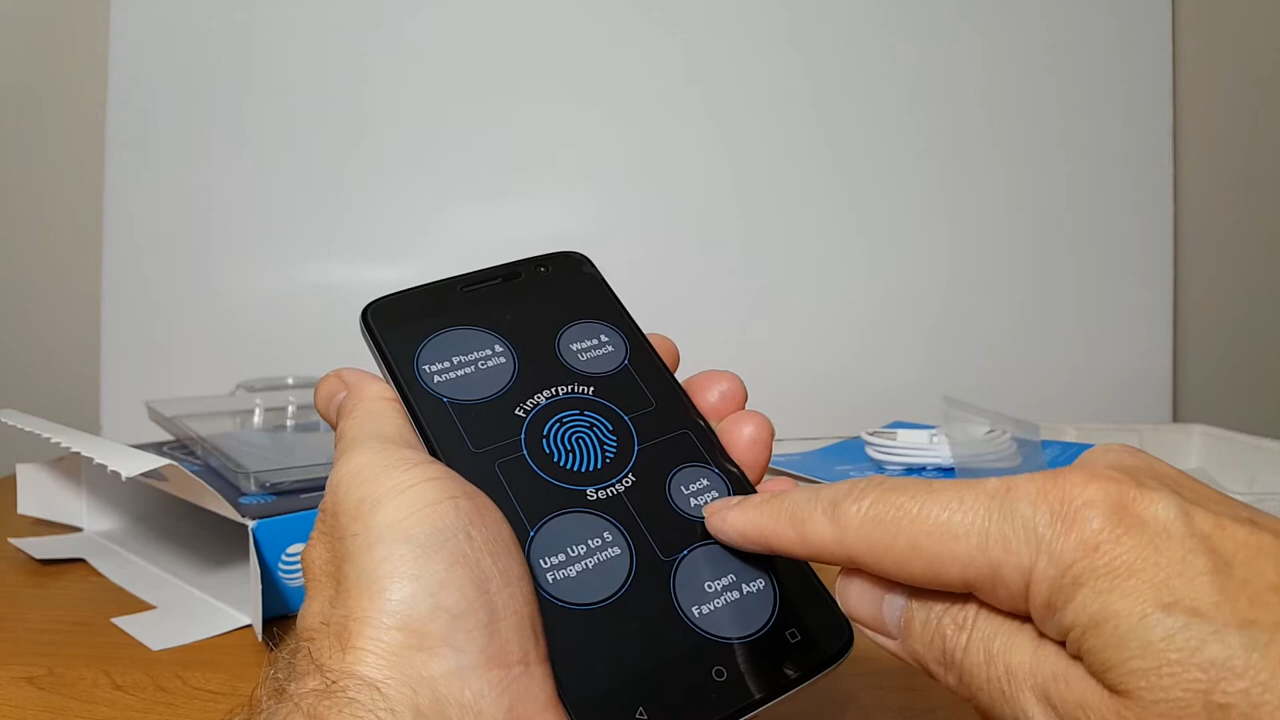 Take Photos &
Answer Calls
Wake &
Unlock
Fingerprint
Sensor
Lock
Apps
Use Up to 5
Fingerprints
Open
Favorite App